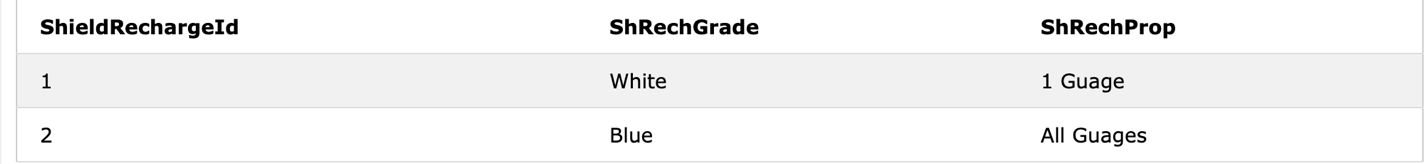 ShieldRechargeId ShRechGrade ShRechProp
1 White 1 Guage
2 Blue All Guages